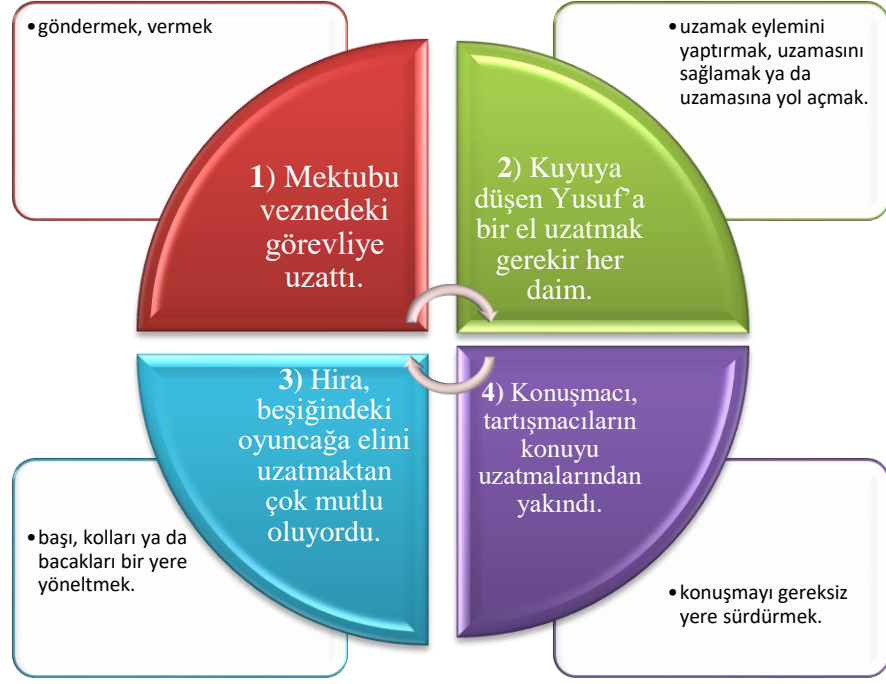 •göndermek, vermek
•uzamak eylemini
yaptırmak, uzamasını
sağlamak ya da
uzamasına yol açmak.
1) Mektubu
veznedeki
görevliye
uzattı.
2) Kuyuya
düşen Yusuf’a
bir el uzatmak
gerekir her
daim.
3) Hira,
beşiğindeki
oyuncağa elini
uzatmaktan
çok mutlu
oluyordu.
4) Konuşmacı,
tartışmacıların
konuyu
uzatmalarından
yakındı.
•başı, kolları ya da
bacakları bir yere
yöneltmek.
•konuşmayı gereksiz
yere sürdürmek.